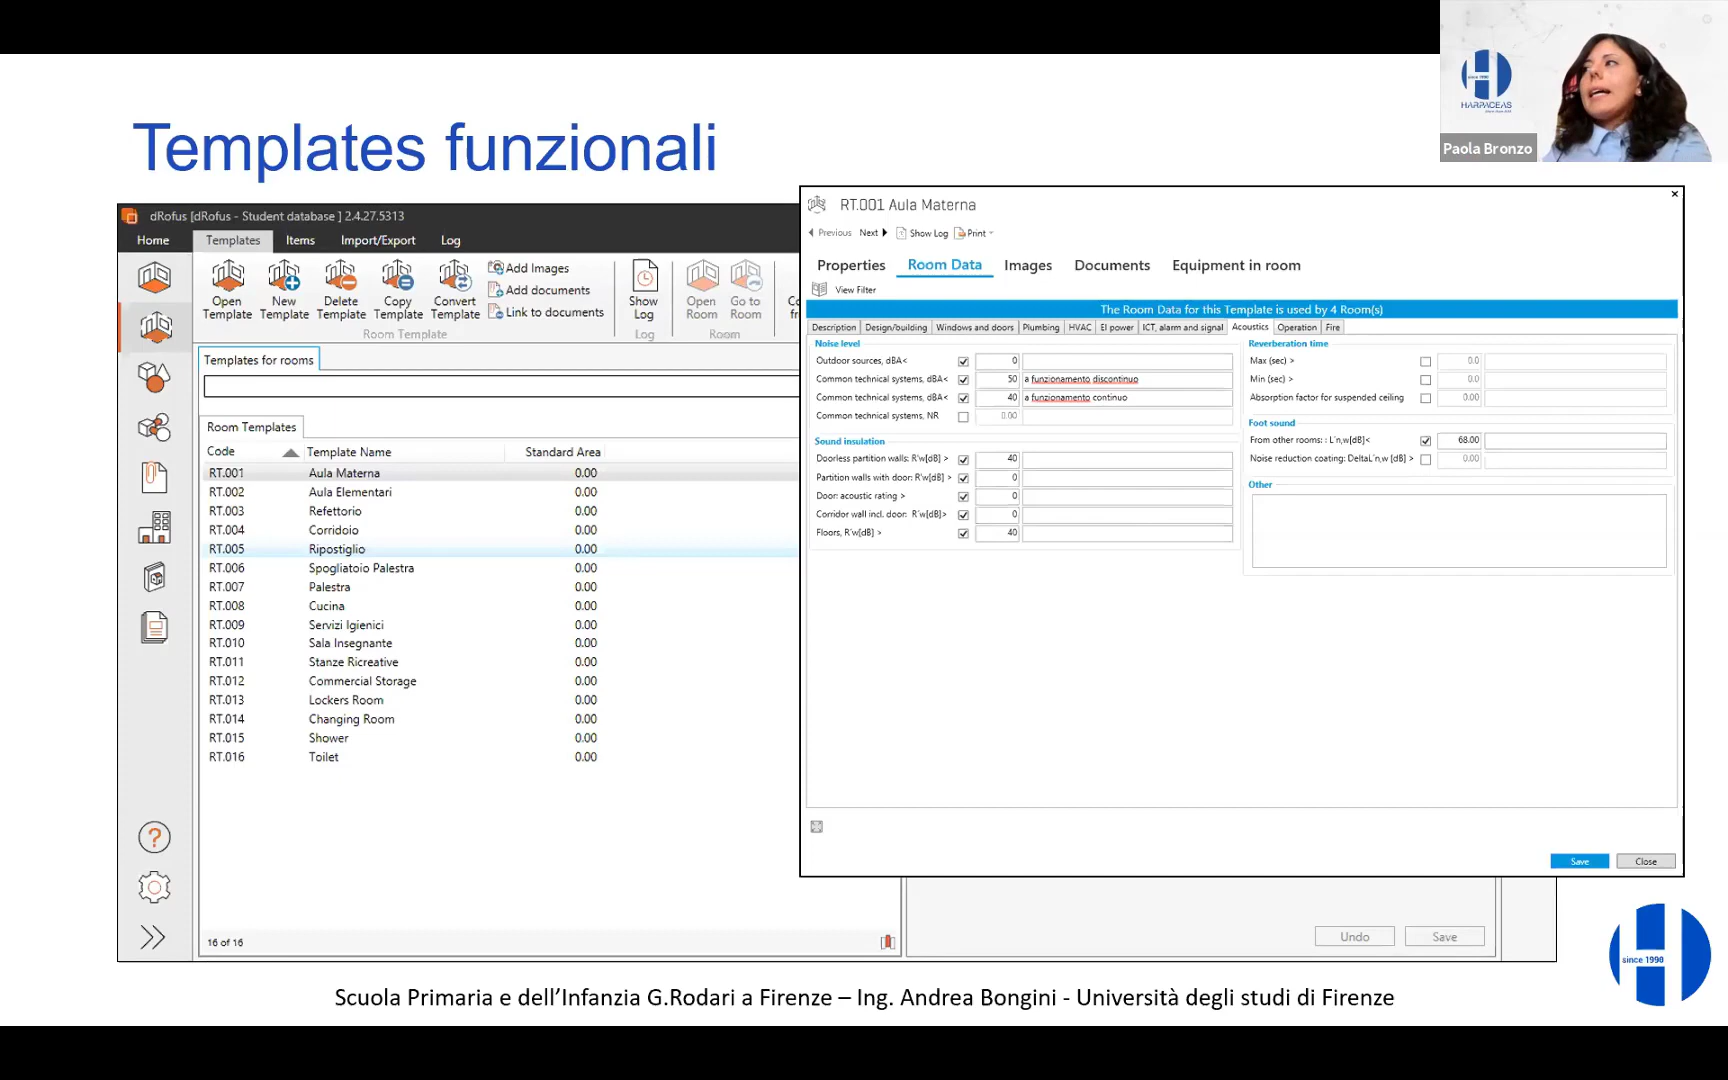 since 1990
HARPACEAS
Paola Bronzo
Templates funzionali
dRofus [dRofus - Student database ] 2.4.27.5313
Home Templates Items Import/Export Log
Open Template
New Template
Delete Template
Copy Template
Convert Template
Add Images
Add documents
Link to documents
Room Template
Show Log
Log
Open Room
Go to Room
Room
Templates for rooms
Room Templates
Code Template Name Standard Area
RT.001 Aula Materna 0.00
RT.002 Aula Elementari 0.00
RT.003 Refettorio 0.00
RT.004 Corridoio 0.00
RT.005 Ripostiglio 0.00
RT.006 Spogliatoio Palestra 0.00
RT.007 Palestra 0.00
RT.008 Cucina 0.00
RT.009 Servizi Igienici 0.00
RT.010 Sala Insegnante 0.00
RT.011 Stanze Ricreative 0.00
RT.012 Commercial Storage 0.00
RT.013 Lockers Room 0.00
RT.014 Changing Room 0.00
RT.015 Shower 0.00
RT.016 Toilet 0.00
16 of 16
RT.001 Aula Materna
Previous Next Show Log Print
Properties Room Data Images Documents Equipment in room
View Filter
The Room Data for this Template is used by 4 Room(s)
Description Design/building Windows and doors Plumbing HVAC El power ICT, alarm and signal Acoustics Operation Fire
Noise level
Outdoor sources, dBA< 0
Common technical systems, dBA< 50 a funzionamento discontinuo
Common technical systems, dBA< 40 a funzionamento continuo
Common technical systems, NR 0.00
Sound insulation
Doorless partition walls: R'w[dB] > 40
Partition walls with door: R'w[dB] > 0
Door: acoustic rating > 0
Corridor wall incl. door: R'w[dB]> 0
Floors, R'w[dB] > 40
Reverberation time
Max (sec) > 0.0
Min (sec) > 0.0
Absorption factor for suspended ceiling 0.00
Foot sound
From other rooms: : L'n,w[dB]< 68.00
Noise reduction coating: DeltaL'n,w [dB] > 0.00
Other
Save Close
Undo Save
since 1990
Scuola Primaria e dell’Infanzia G.Rodari a Firenze – Ing. Andrea Bongini - Università degli studi di Firenze